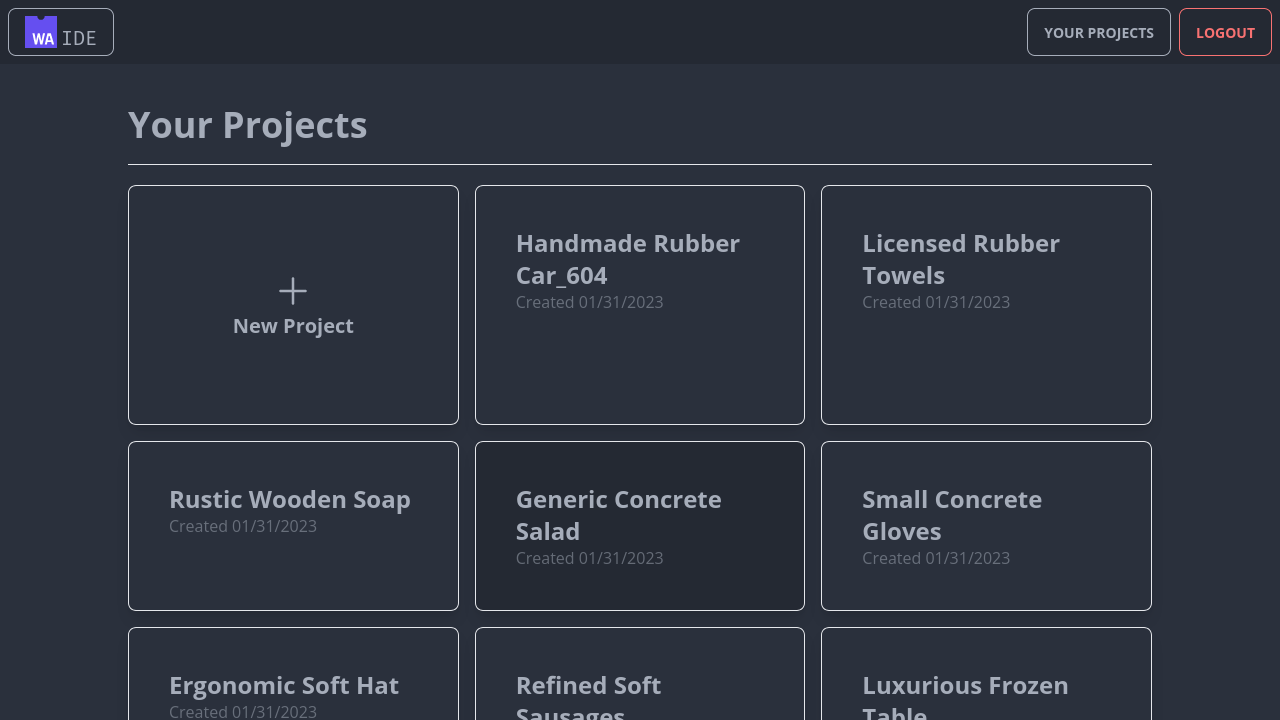 WA IDE
YOUR PROJECTS
LOGOUT
Your Projects
New Project
Handmade Rubber
Car_604
Created 01/31/2023
Licensed Rubber
Towels
Created 01/31/2023
Rustic Wooden Soap
Created 01/31/2023
Generic Concrete
Salad
Created 01/31/2023
Small Concrete
Gloves
Created 01/31/2023
Ergonomic Soft Hat
Created 01/31/2023
Refined Soft
Sausages
Luxurious Frozen
Table